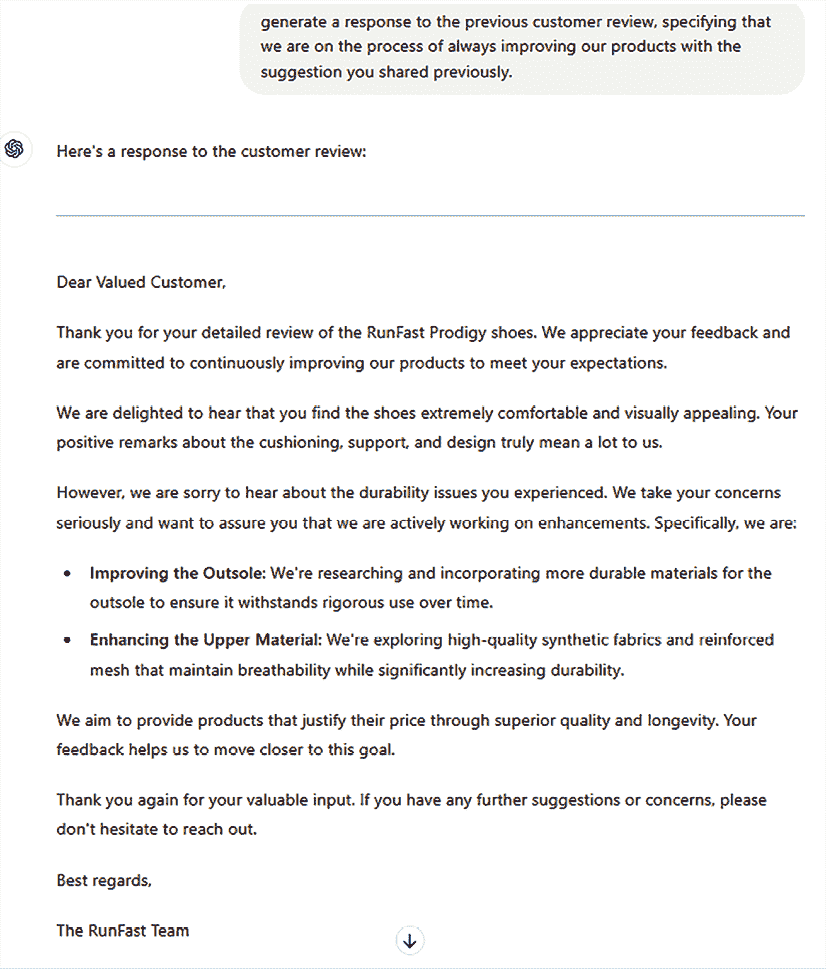 generate a response to the previous customer review, specifying that
we are on the process of always improving our products with the
suggestion you shared previously.
Here's a response to the customer review:
Dear Valued Customer,
Thank you for your detailed review of the RunFast Prodigy shoes. We appreciate your feedback and
are committed to continuously improving our products to meet your expectations.
We are delighted to hear that you find the shoes extremely comfortable and visually appealing. Your
positive remarks about the cushioning, support, and design truly mean a lot to us.
However, we are sorry to hear about the durability issues you experienced. We take your concerns
seriously and want to assure you that we are actively working on enhancements. Specifically, we are:
• Improving the Outsole: We're researching and incorporating more durable materials for the
outsole to ensure it withstands rigorous use over time.
• Enhancing the Upper Material: We're exploring high-quality synthetic fabrics and reinforced
mesh that maintain breathability while significantly increasing durability.
We aim to provide products that justify their price through superior quality and longevity. Your
feedback helps us to move closer to this goal.
Thank you again for your valuable input. If you have any further suggestions or concerns, please
don't hesitate to reach out.
Best regards,
The RunFast Team